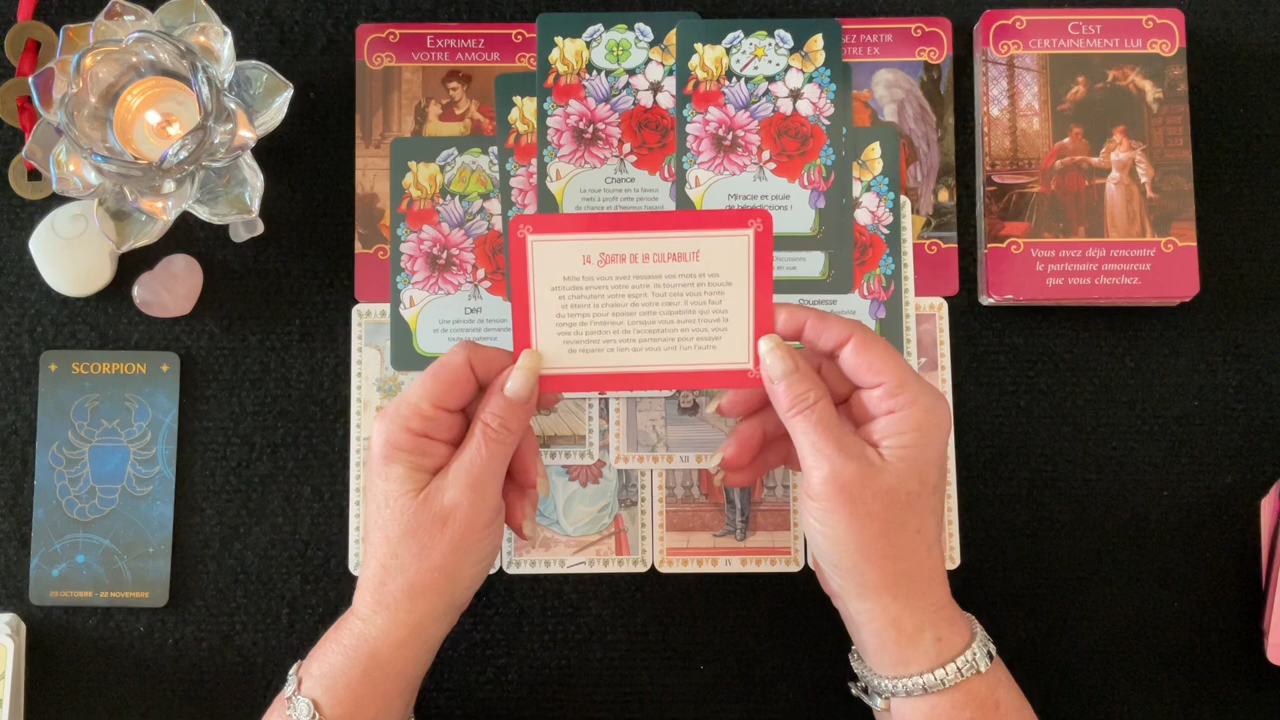 EXPRIMEZ
VOTRE AMOUR
SEZ PARTIR
OTRE EX
C'EST
CERTAINEMENT LUI
Vous avez déjà rencontré
le partenaire amoureux
que vous cherchez.
Chance
La roue tourne en ta faveur
mets à profit cette période
de chance et d'heureux hasard
Miracle et pluie
de bénédictions !
Discussions
en vue
Souplesse
Défi
Une période de tension
et de contrariété demande
toute ta patience
14. SORTIR DE LA CULPABILITÉ
Mille fois vous avez ressassé vos mots et vos
attitudes envers votre autre. Ils tournent en boucle
et chahutent votre esprit. Tout cela vous hante
et éteint la chaleur de votre cœur. Il vous faut
du temps pour apaiser cette culpabilité qui vous
ronge de l'intérieur. Lorsque vous aurez trouvé la
voie du pardon et de l'acceptation en vous, vous
reviendrez vers votre partenaire pour essayer
de réparer ce lien qui vous unit l'un l'autre.
XII
IV
SCORPION
23 OCTOBRE - 22 NOVEMBRE